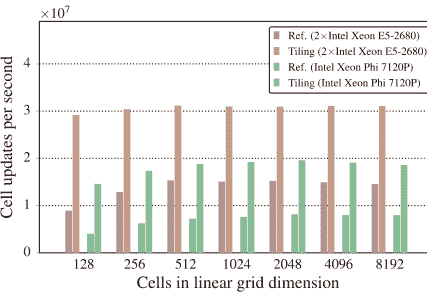 ×10⁷
Ref. (2×Intel Xeon E5-2680)
Tiling (2×Intel Xeon E5-2680)
Ref. (Intel Xeon Phi 7120P)
Tiling (Intel Xeon Phi 7120P)
Cell updates per second
4
3
2
1
0
128 256 512 1024 2048 4096 8192
Cells in linear grid dimension